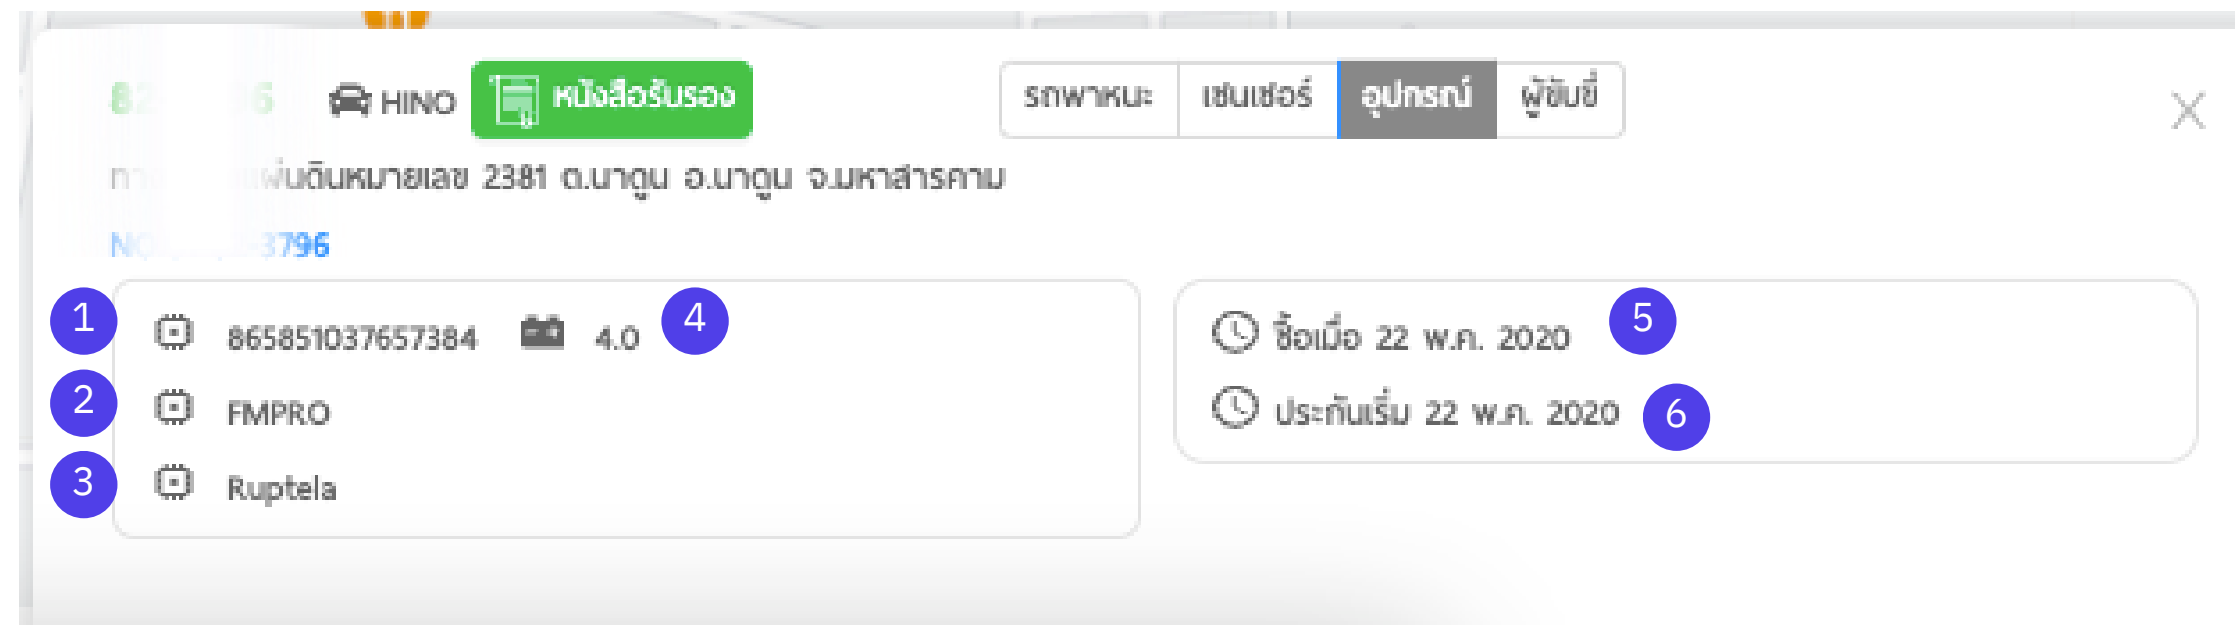 HINO หนังสือรับรอง รถพาหนะ เซ็นเซอร์ อุปกรณ์ ผู้ขับขี่
หมายเลข 2381 ต.นาดูน อ.นาดูน จ.มหาสารคาม
3796
1 865851037657384 4.0 4
2 FMPRO
3 Ruptela
ซื้อเมื่อ 22 พ.ค. 2020 5
ประกันเริ่ม 22 พ.ค. 2020 6